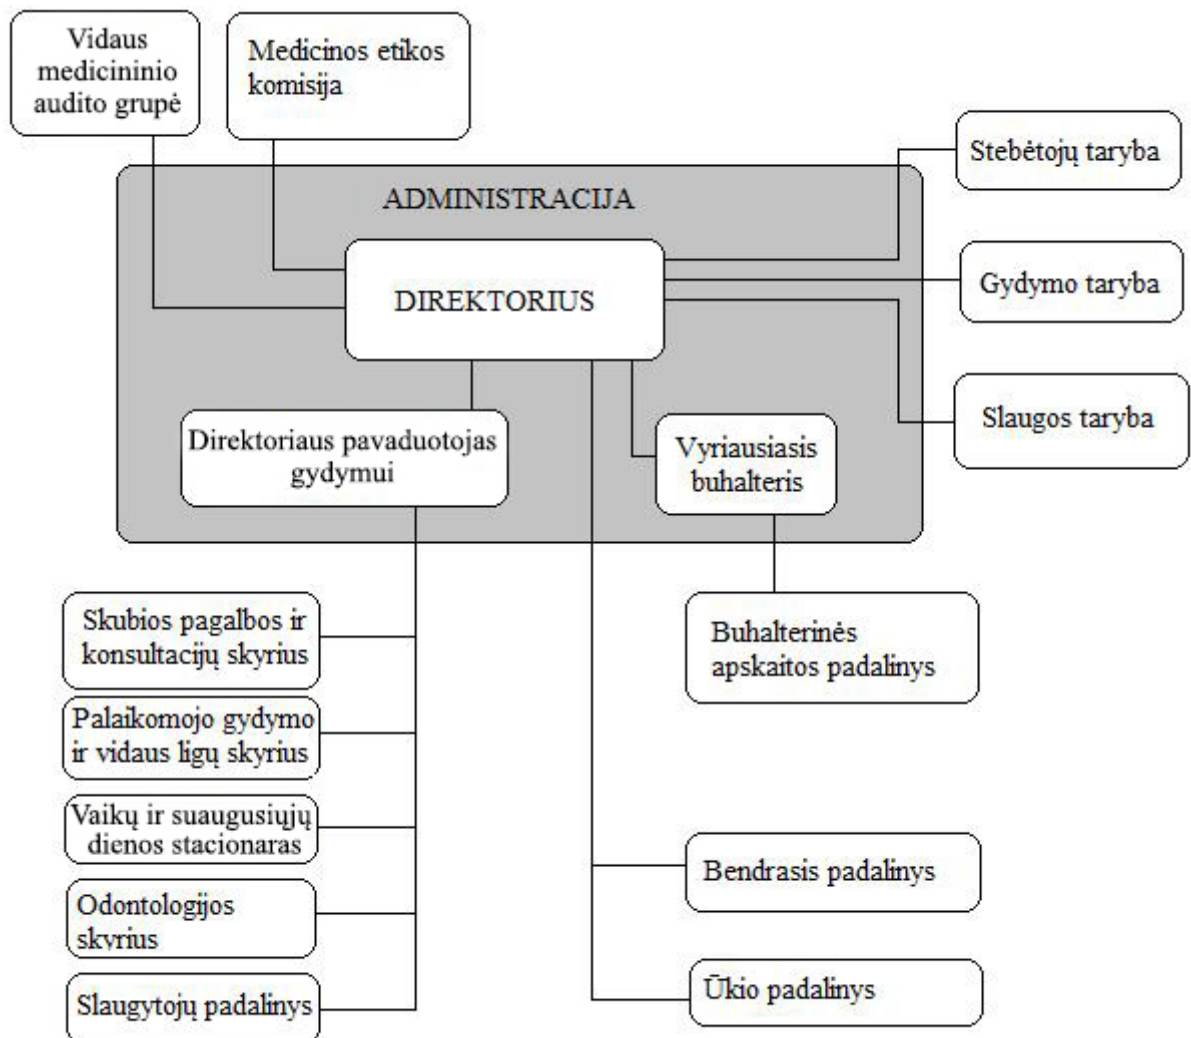 Vidaus
medicininio
audito grupė
Medicinos etikos
komisija
Stebėtojų taryba
ADMINISTRACIJA
DIREKTORIUS
Gydymo taryba
Slaugos taryba
Direktoriaus pavaduotojas
gydymui
Vyriausiasis
buhalteris
Skubios pagalbos ir
konsultacijų skyrius
Buhalterinės
apskaitos padalinys
Palaikomojo gydymo
ir vidaus ligų skyrius
Vaikų ir suaugusiųjų
dienos stacionaras
Bendrasis padalinys
Odontologijos
skyrius
Slaugytojų padalinys
Ūkio padalinys